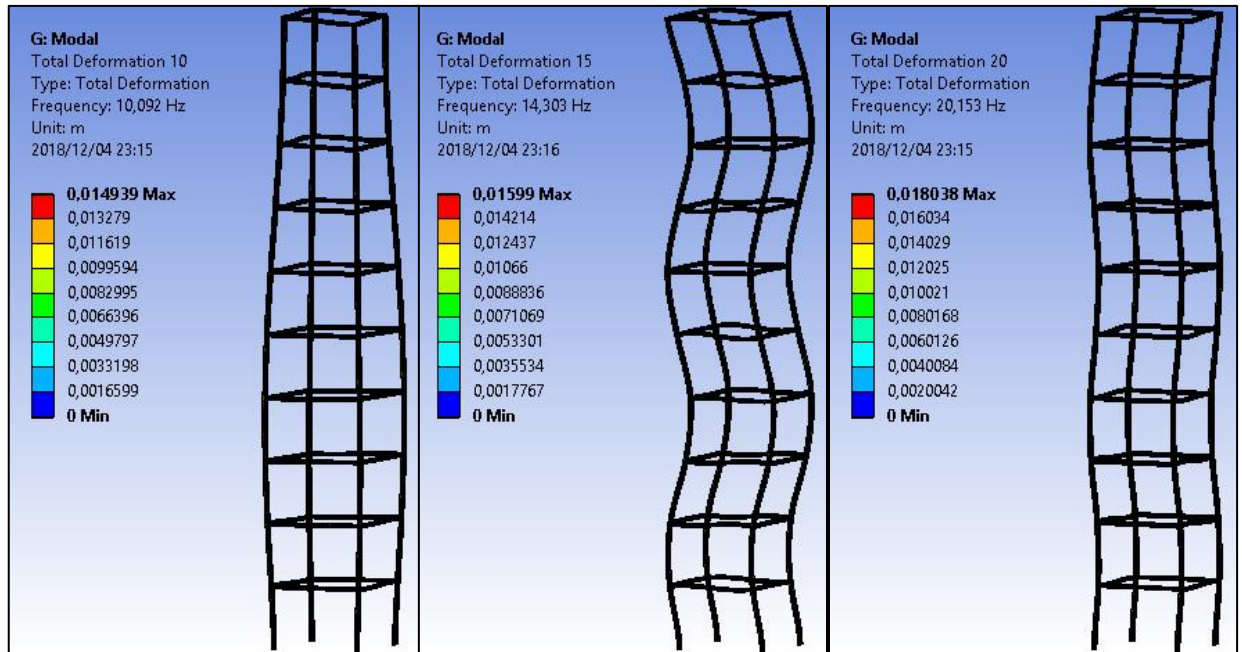 G: Modal
Total Deformation 10
Type: Total Deformation
Frequency: 10,092 Hz
Unit: m
2018/12/04 23:15
0,014939 Max
0,013279
0,011619
0,0099594
0,0082995
0,0066396
0,0049797
0,0033198
0,0016599
0 Min
G: Modal
Total Deformation 15
Type: Total Deformation
Frequency: 14,303 Hz
Unit: m
2018/12/04 23:16
0,01599 Max
0,014214
0,012437
0,01066
0,0088836
0,0071069
0,0053301
0,0035534
0,0017767
0 Min
G: Modal
Total Deformation 20
Type: Total Deformation
Frequency: 20,153 Hz
Unit: m
2018/12/04 23:15
0,018038 Max
0,016034
0,014029
0,012025
0,010021
0,0080168
0,0060126
0,0040084
0,0020042
0 Min